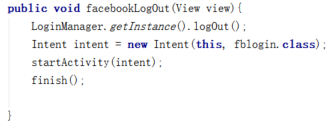 public void facebookLogOut(View view){
LoginManager.getInstance().logOut();
Intent intent = new Intent(this, fblogin.class);
startActivity(intent);
finish();
}